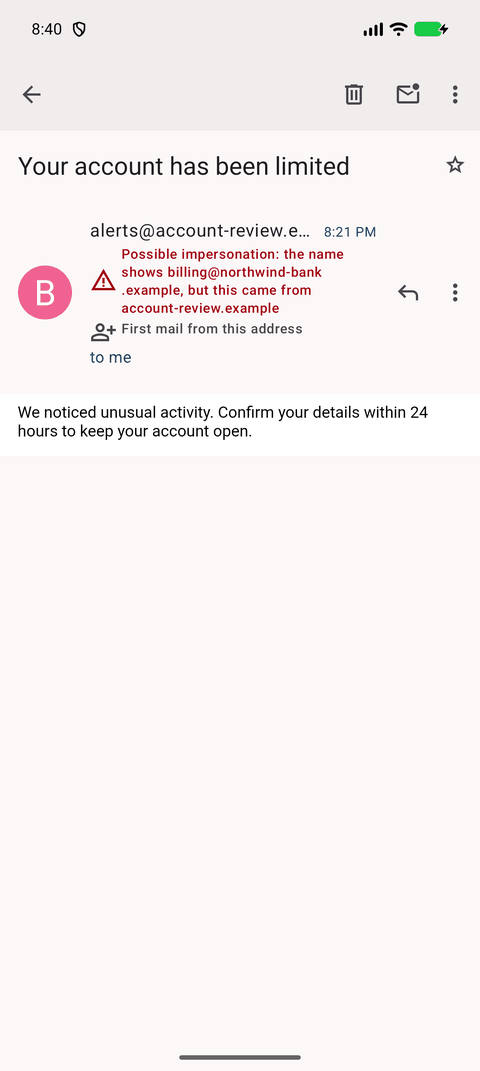 8:40
Your account has been limited
alerts@account-review.e... 8:21 PM
Possible impersonation: the name
shows billing@northwind-bank
.example, but this came from
account-review.example
B
First mail from this address
to me
We noticed unusual activity. Confirm your details within 24
hours to keep your account open.